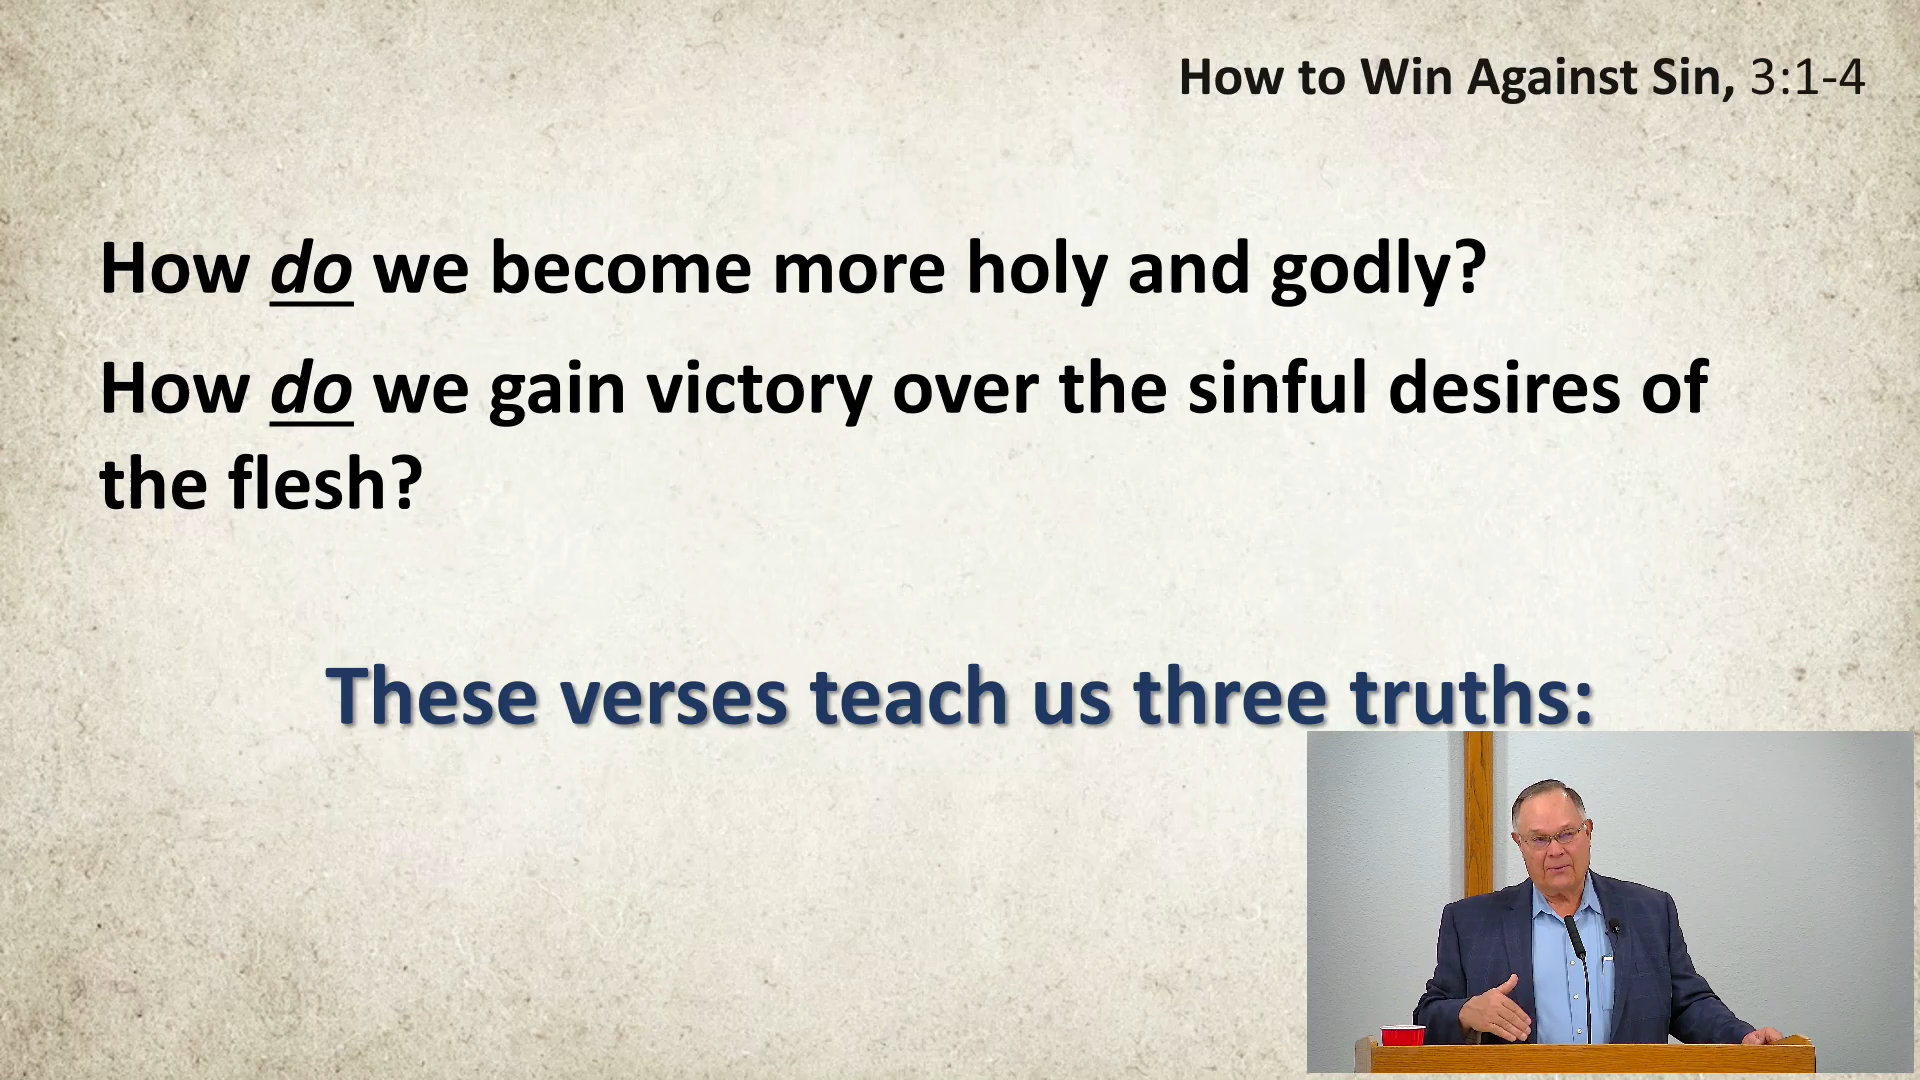 How to Win Against Sin, 3:1-4
How do we become more holy and godly?
How do we gain victory over the sinful desires of
the flesh?
These verses teach us three truths: